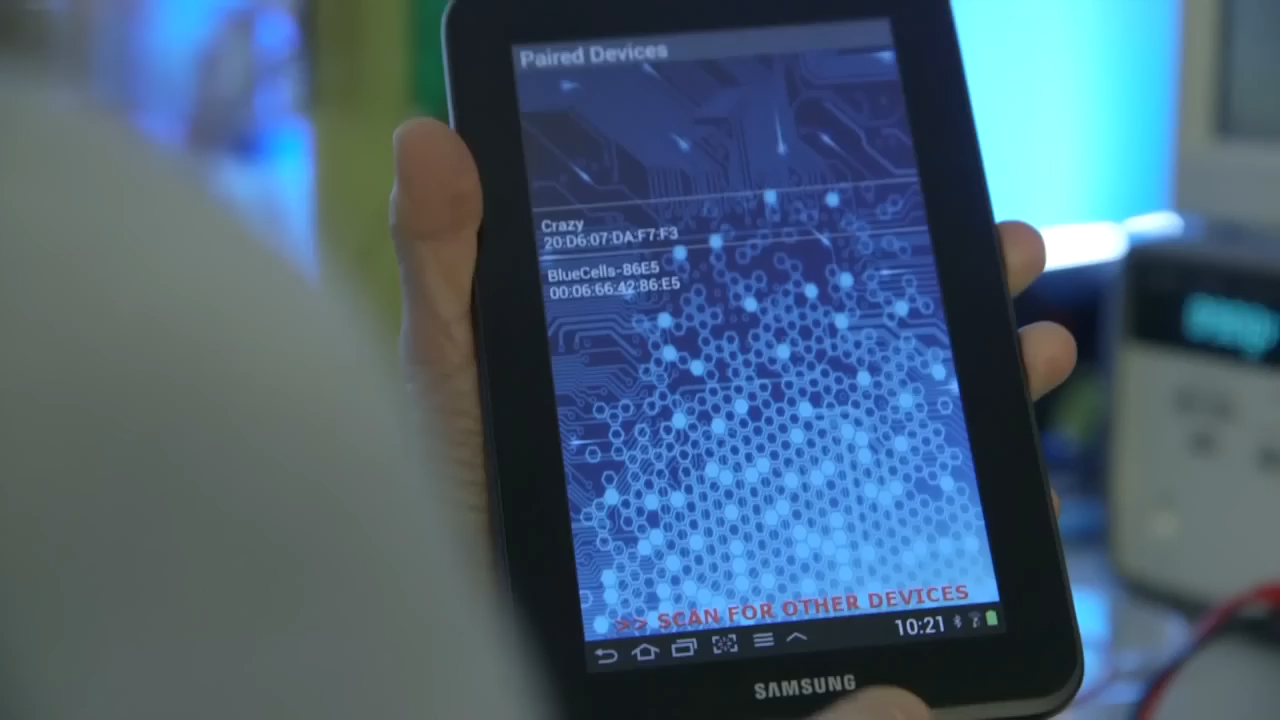 Paired Devices
Crazy
20:D6:07:DA:F7:F3
BlueCells-86E5
00:06:66:42:86:E5
>> SCAN FOR OTHER DEVICES
10:21
SAMSUNG